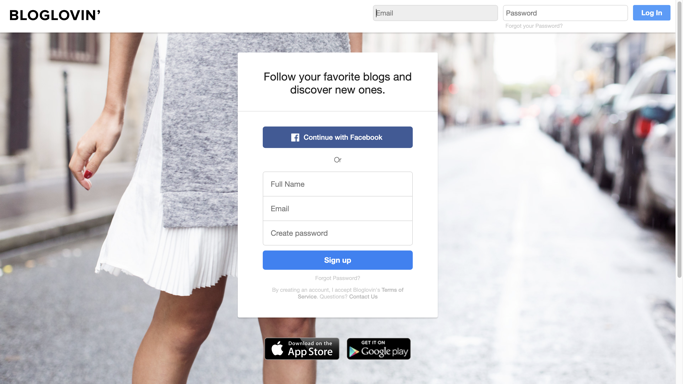 BLOGLOVIN’
Email
Password
Log In
Forgot your Password?
Follow your favorite blogs and
discover new ones.
Continue with Facebook
Or
Full Name
Email
Create password
Sign up
Forgot Password?
By creating an account, I accept Bloglovin's Terms of
Service. Questions? Contact Us
Download on the
App Store
GET IT ON
Google play